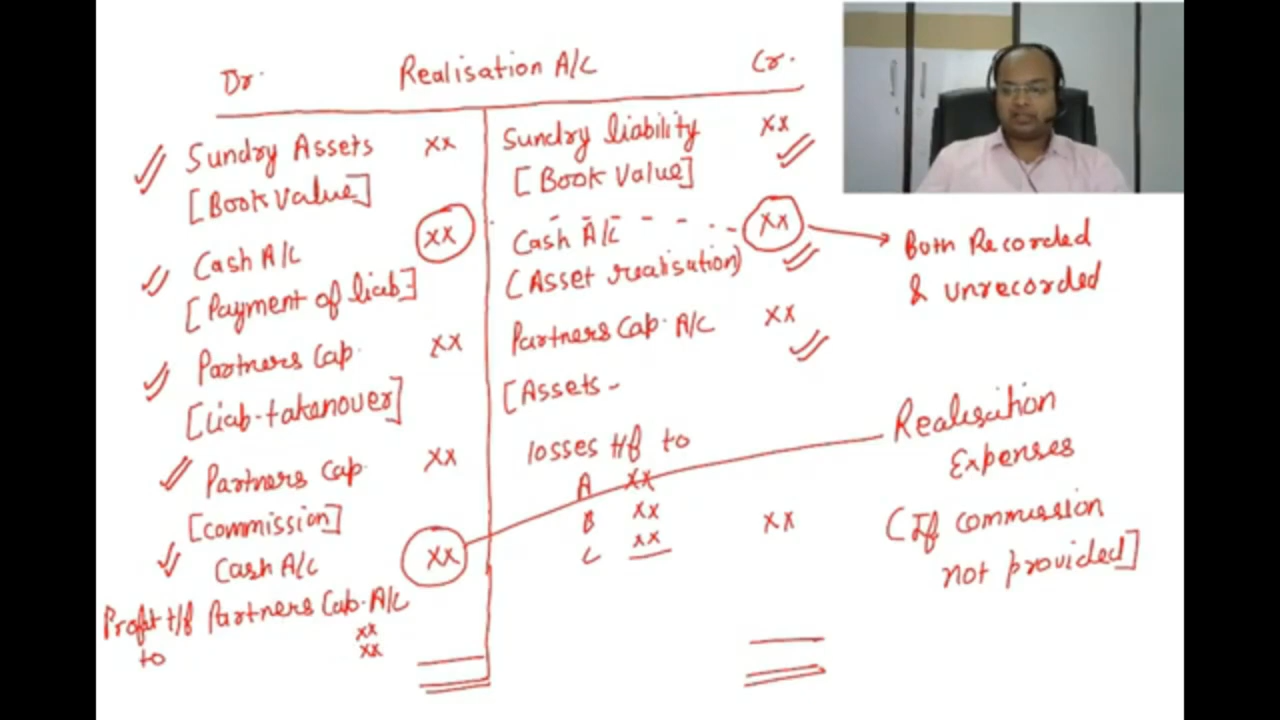 Dr. Realisation A/C Cr.
Sundry Assets xx
[Book Value]
Cash A/C xx
[Payment of liab]
Partners Cap. xx
[Liab-takenover]
Partners Cap. xx
[commission]
Cash A/C xx
Profit t/f Partners Cap. A/C
to xx
xx
Sundry liability xx
[Book Value]
Cash A/C xx
(Asset realisation)
Partners Cap. A/C xx
[Assets -
losses t/f to
A xx
B xx xx
C xx
Both Recorded
& unrecorded
Realisation
Expenses
(If commission
not provided]